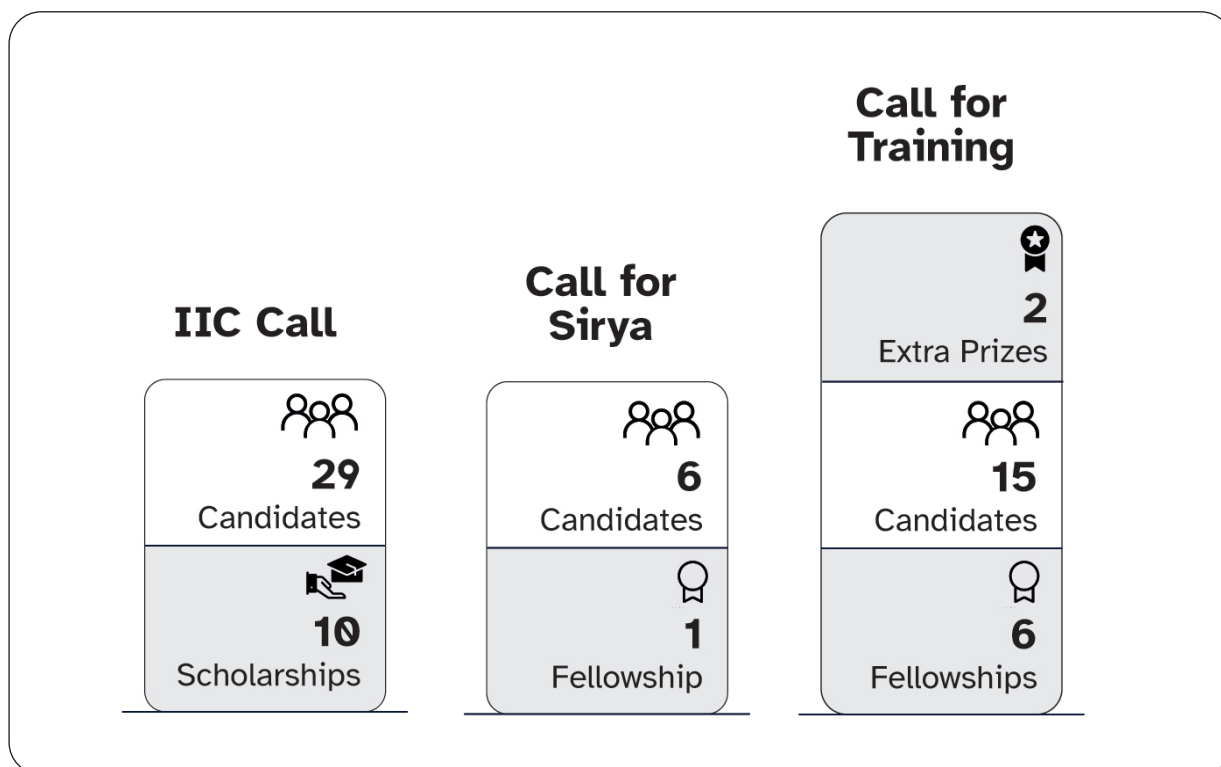 IIC Call
29
Candidates
10
Scholarships
Call for
Sirya
6
Candidates
1
Fellowship
Call for
Training
2
Extra Prizes
15
Candidates
6
Fellowships